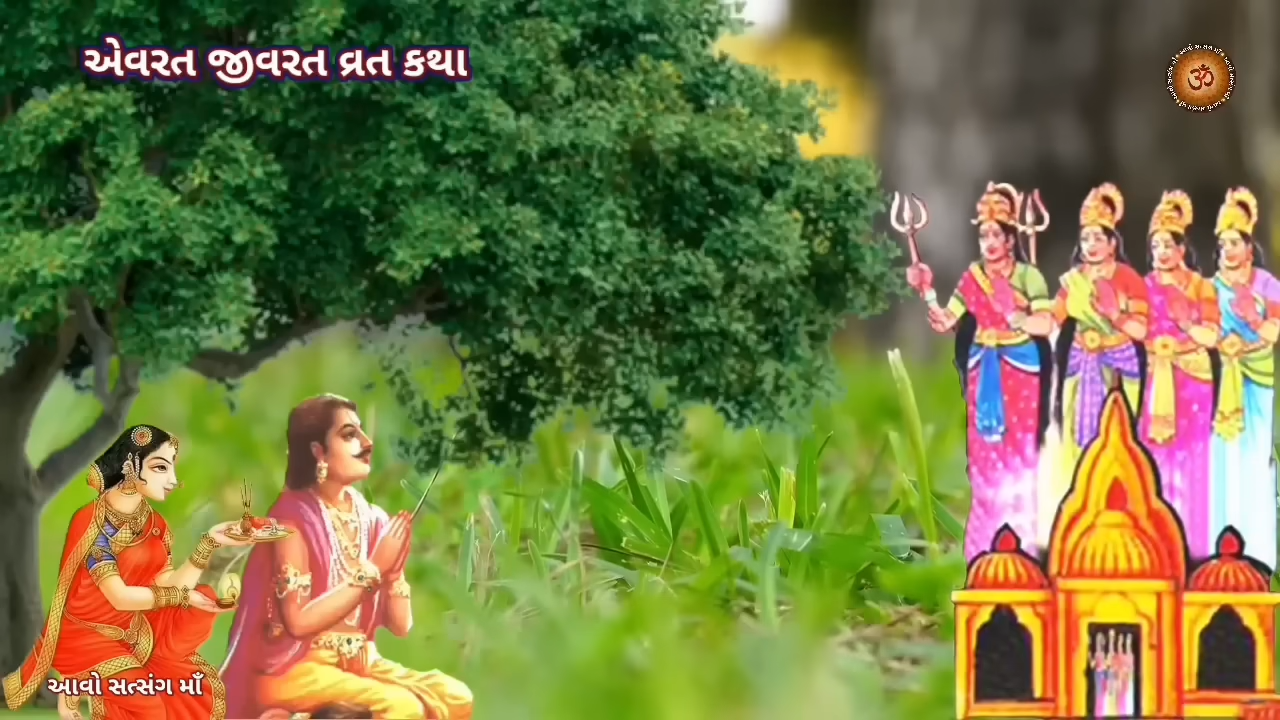 એવરત જીવરત વ્રત કથા
ૐ
આવો સત્સંગ માઁ